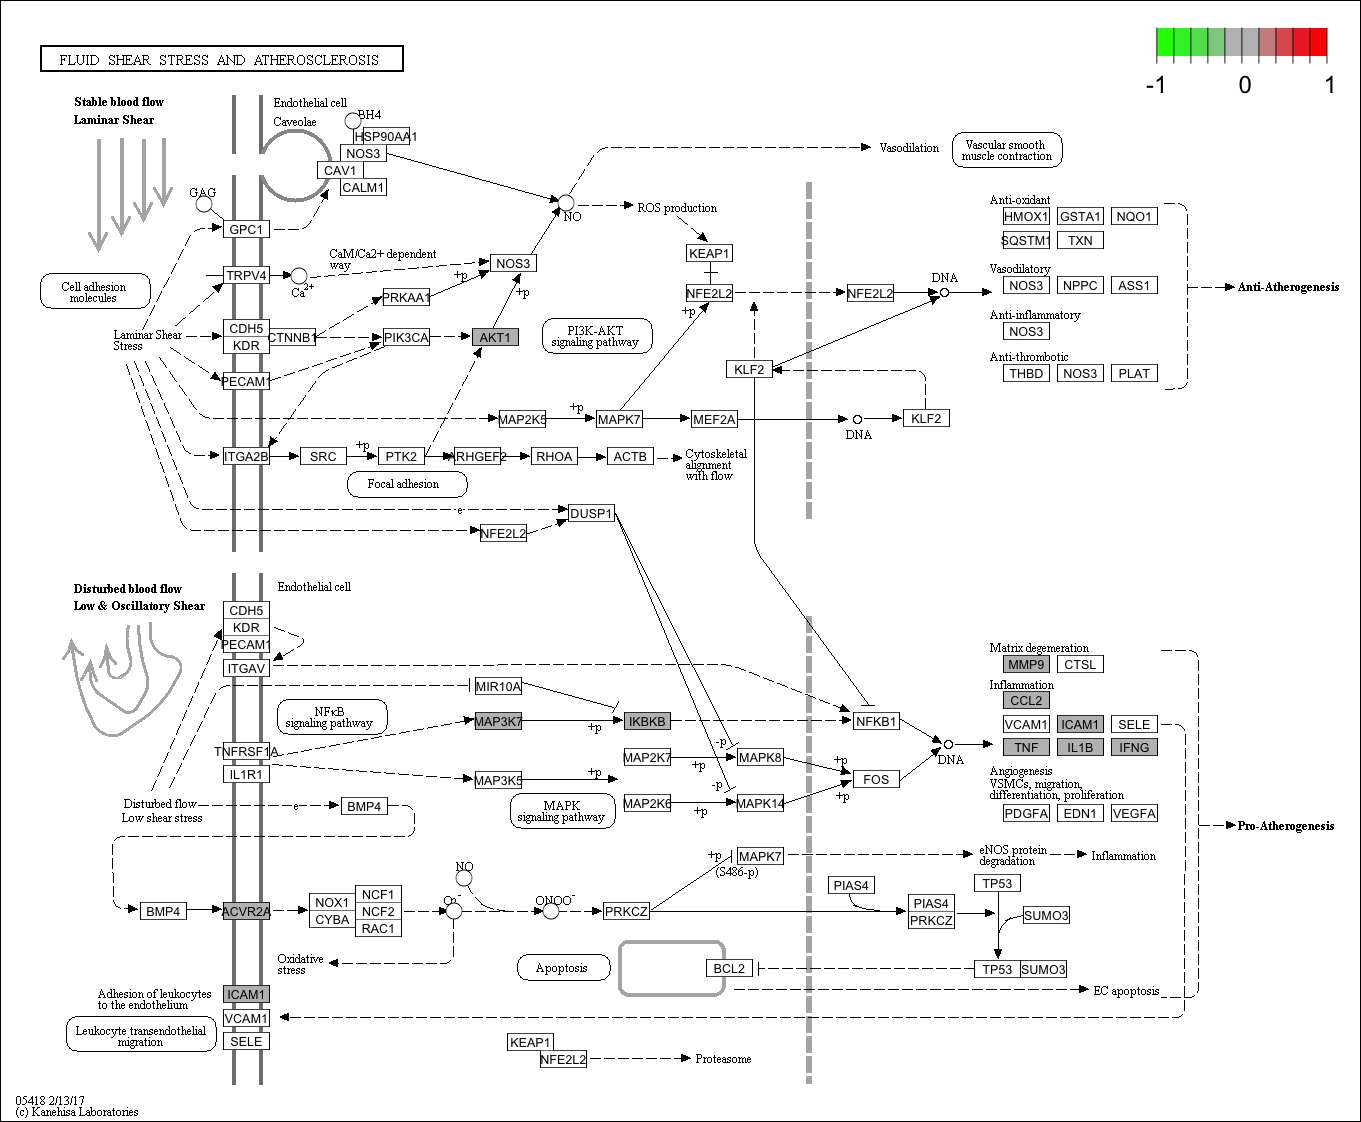 FLUID SHEAR STRESS AND ATHEROSCLEROSIS
-1 0 1
Stable blood flow
Laminar Shear
Endothelial cell
Caveolae
BH4
HSP90AA1
NOS3
CAV1
CALM1
GAG
GPC1
NO
Vasodilation
Vascular smooth
muscle contraction
ROS production
KEAP1
NFE2L2
+p
NFE2L2
DNA
Anti-oxidant
HMOX1 GSTA1 NQO1
SQSTM1 TXN
Vasodilatory
NOS3 NPPC ASS1
Anti-inflammatory
NOS3
Anti-thrombotic
THBD NOS3 PLAT
Anti-Atherogenesis
Cell adhesion
molecules
TRPV4
Ca2+
CaM/Ca2+ dependent
way
NOS3
+p
+p
PRKAA1
Laminar Shear
Stress
CDH5
KDR
CTNNB1
PIK3CA
AKT1
PI3K-AKT
signaling pathway
PECAM1
KLF2
MAP2K5
+p
MAPK7
MEF2A
DNA
KLF2
ITGA2B
SRC
+p
PTK2
ARHGEF2
RHOA
ACTB
Cytoskeletal
alignment
with flow
Focal adhesion
e
DUSP1
NFE2L2
Disturbed blood flow
Low & Oscillatory Shear
Endothelial cell
CDH5
KDR
PECAM1
ITGAV
MIR10A
NFκB
signaling pathway
MAP3K7
+p
IKBKB
NFKB1
TNFRSF1A
IL1R1
MAP3K5
+p
MAPK
signaling pathway
MAP2K7
+p
-p
MAPK8
+p
MAP2K6
+p
-p
MAPK14
+p
FOS
DNA
Matrix degeneration
MMP9 CTSL
Inflammation
CCL2
VCAM1 ICAM1 SELE
TNF IL1B IFNG
Angiogenesis
VSMCs, migration,
differentiation, proliferation
PDGFA EDN1 VEGFA
Pro-Atherogenesis
Disturbed flow
Low shear stress
e
BMP4
BMP4
ACVR2A
NOX1
CYBA
NCF1
NCF2
RAC1
NO
O2-
ONOO-
PRKCZ
+p
MAPK7
(S486-p)
eNOS protein
degradation
Inflammation
PIAS4
PIAS4
PRKCZ
TP53
SUMO3
TP53 SUMO3
Oxidative
stress
Apoptosis
BCL2
EC apoptosis
Adhesion of leukocytes
to the endothelium
ICAM1
VCAM1
SELE
Leukocyte transendothelial
migration
KEAP1
NFE2L2
Proteasome
05418 2/13/17
(c) Kanehisa Laboratories